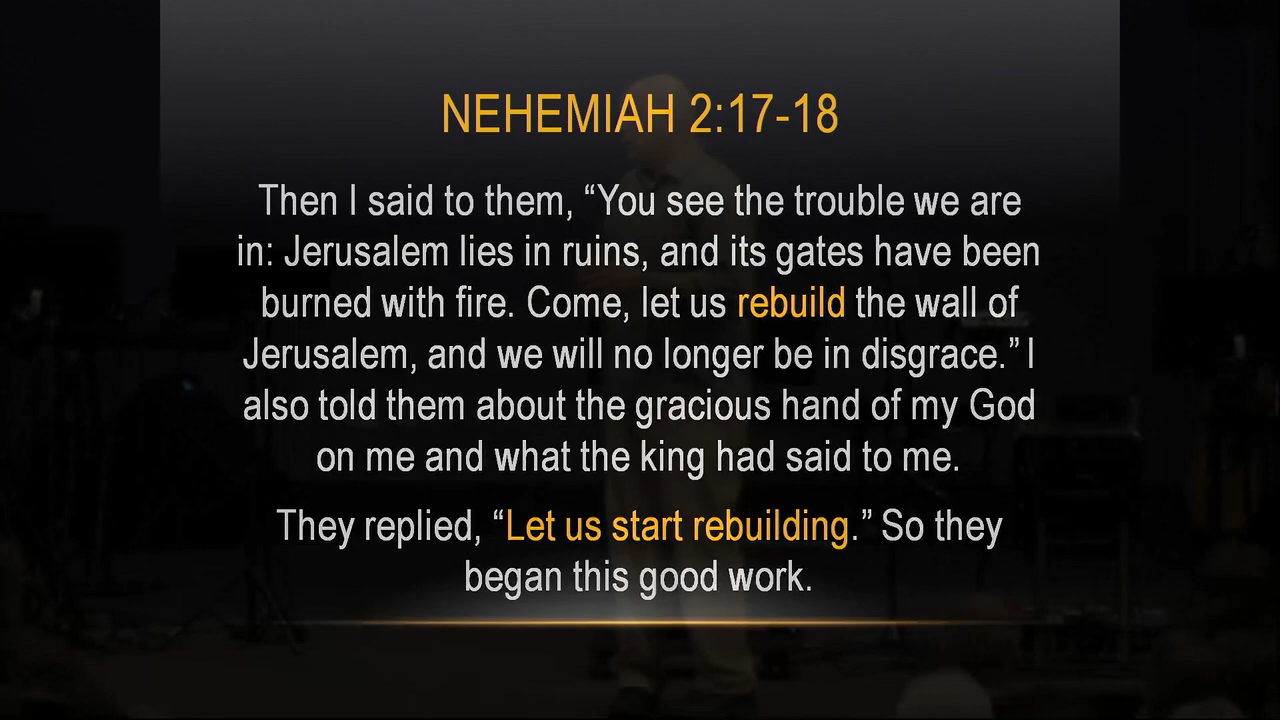 NEHEMIAH 2:17-18
Then I said to them, “You see the trouble we are
in: Jerusalem lies in ruins, and its gates have been
burned with fire. Come, let us rebuild the wall of
Jerusalem, and we will no longer be in disgrace.” I
also told them about the gracious hand of my God
on me and what the king had said to me.
They replied, “Let us start rebuilding.” So they
began this good work.